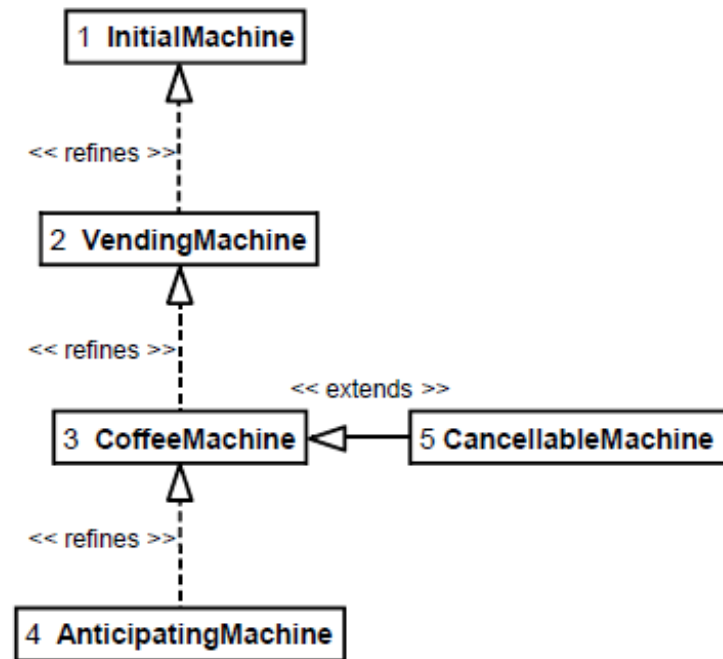 1 InitialMachine
<< refines >>
2 VendingMachine
<< refines >>
<< extends >>
3 CoffeeMachine
5 CancellableMachine
<< refines >>
4 AnticipatingMachine